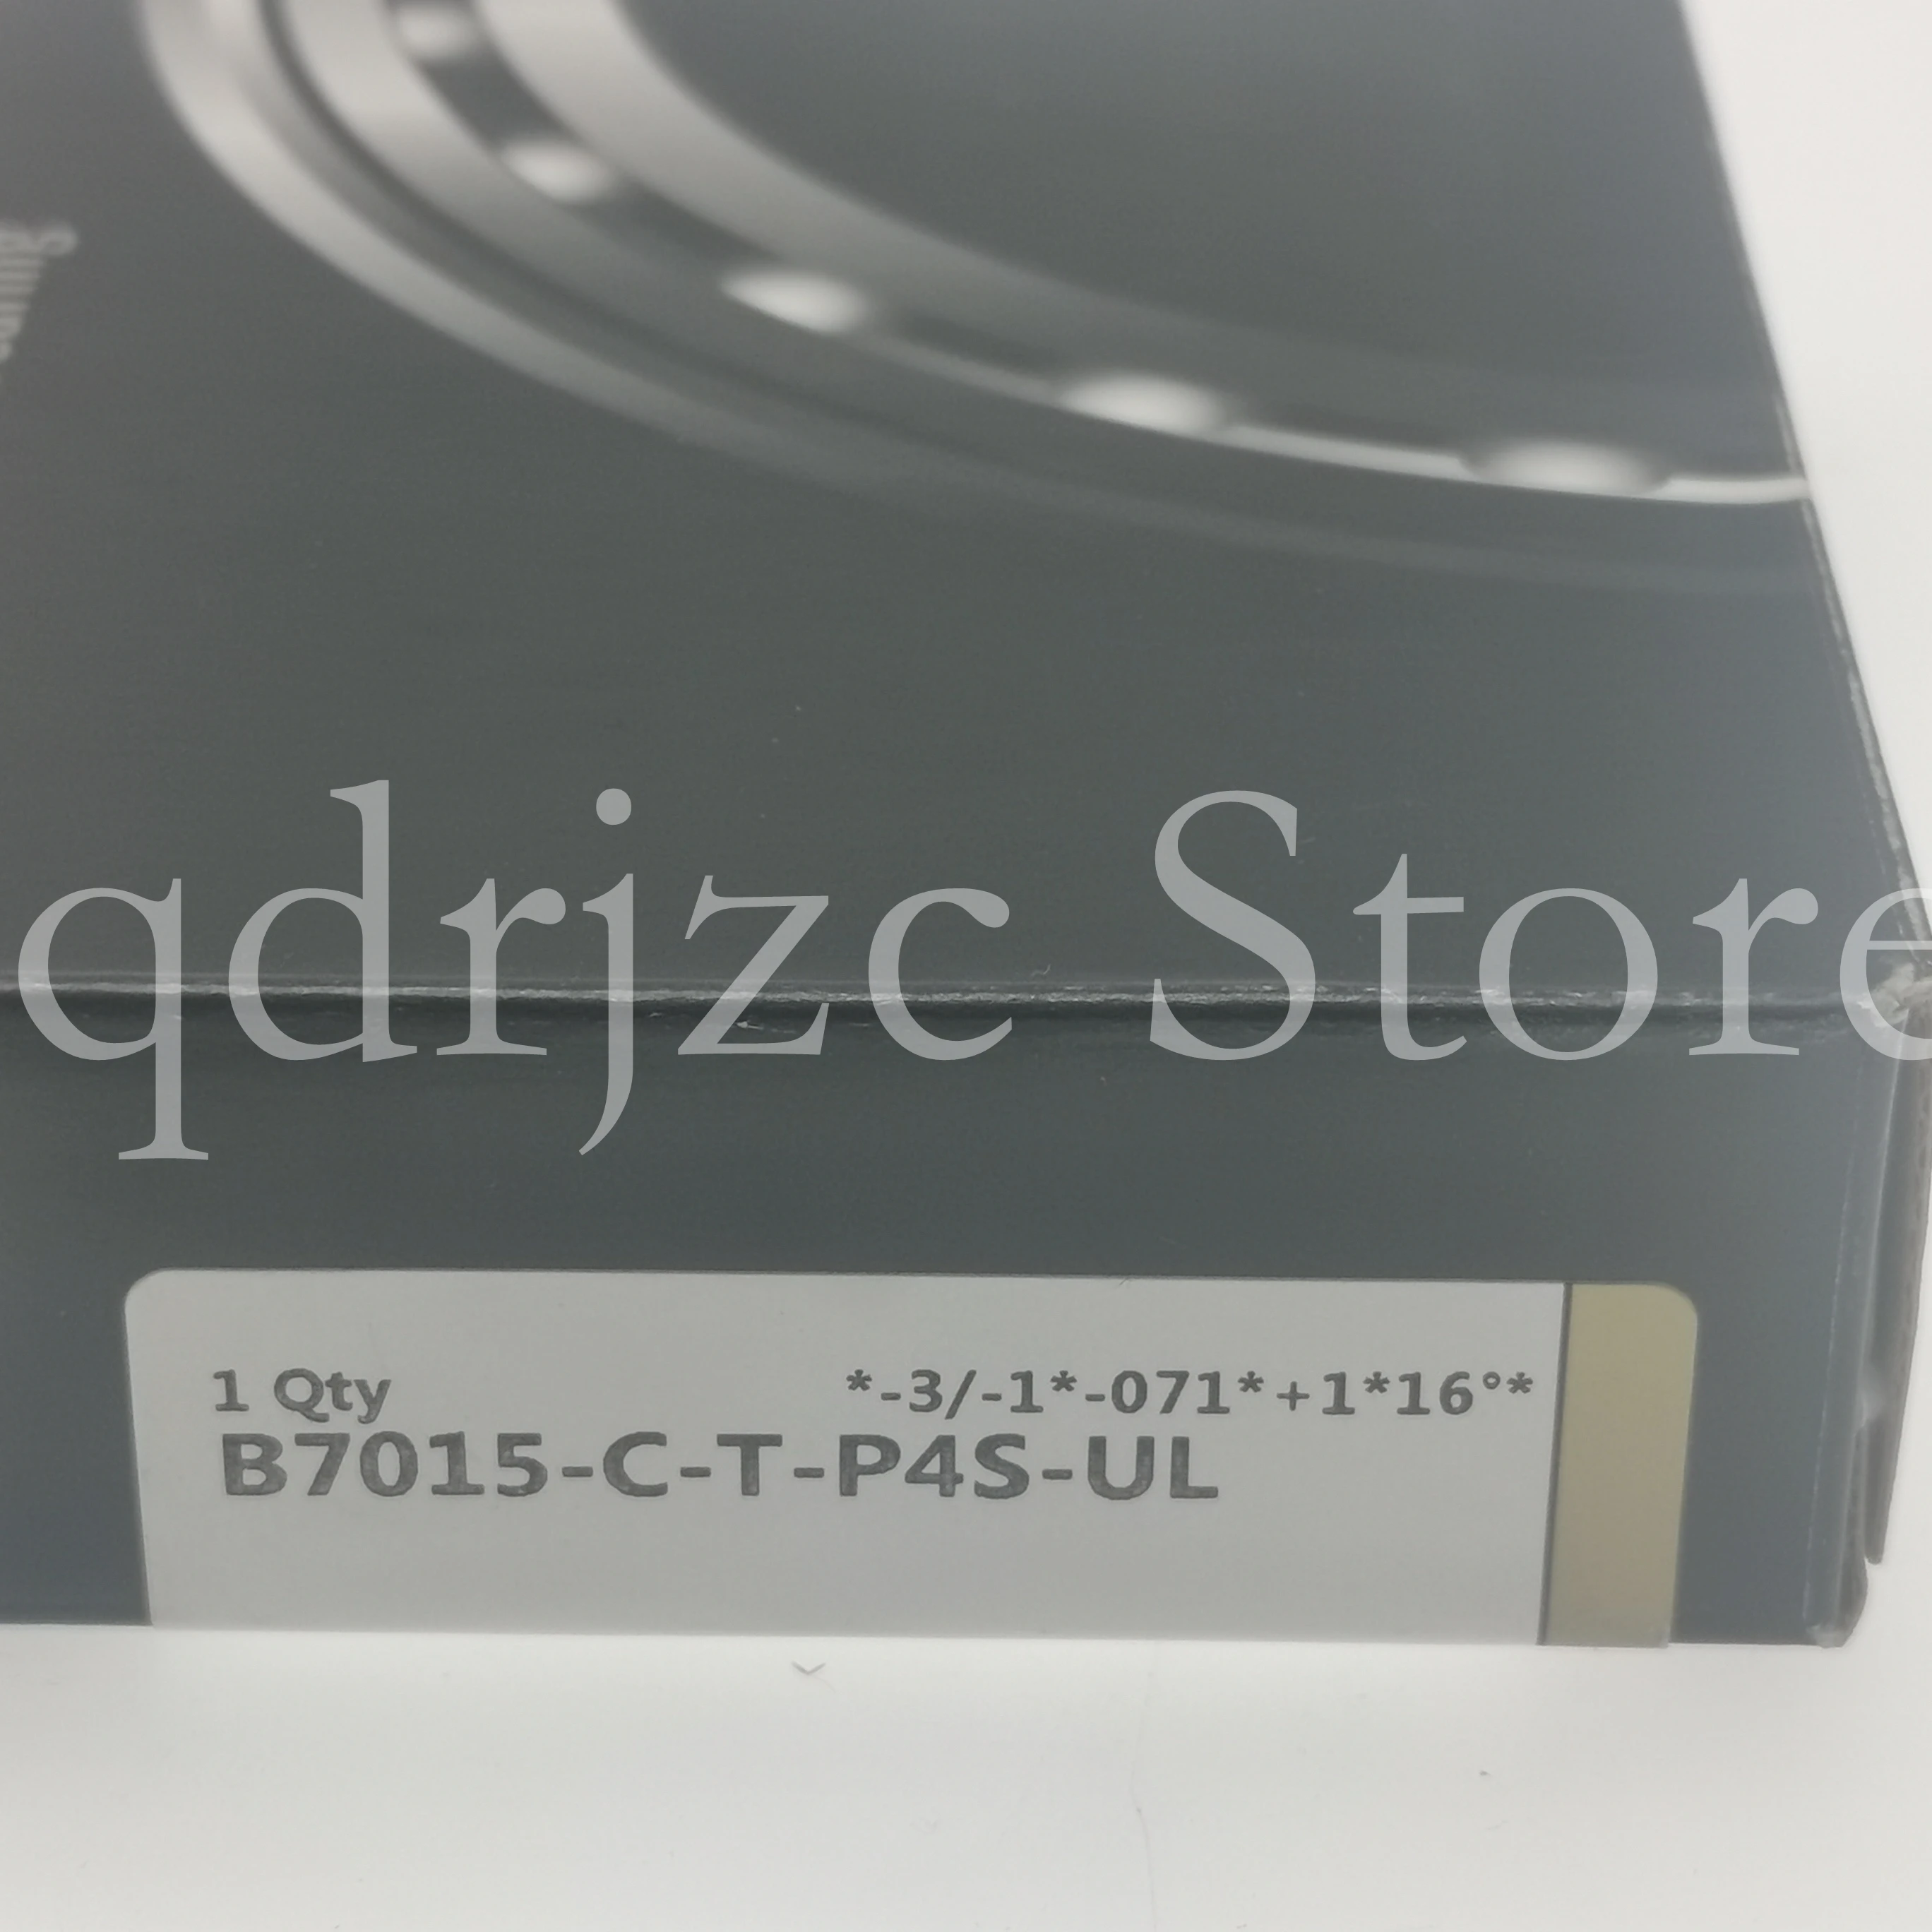 qdrjzc Store
1 Qty
*-3/-1*-071*+1*16°*
B7015-C-T-P4S-UL